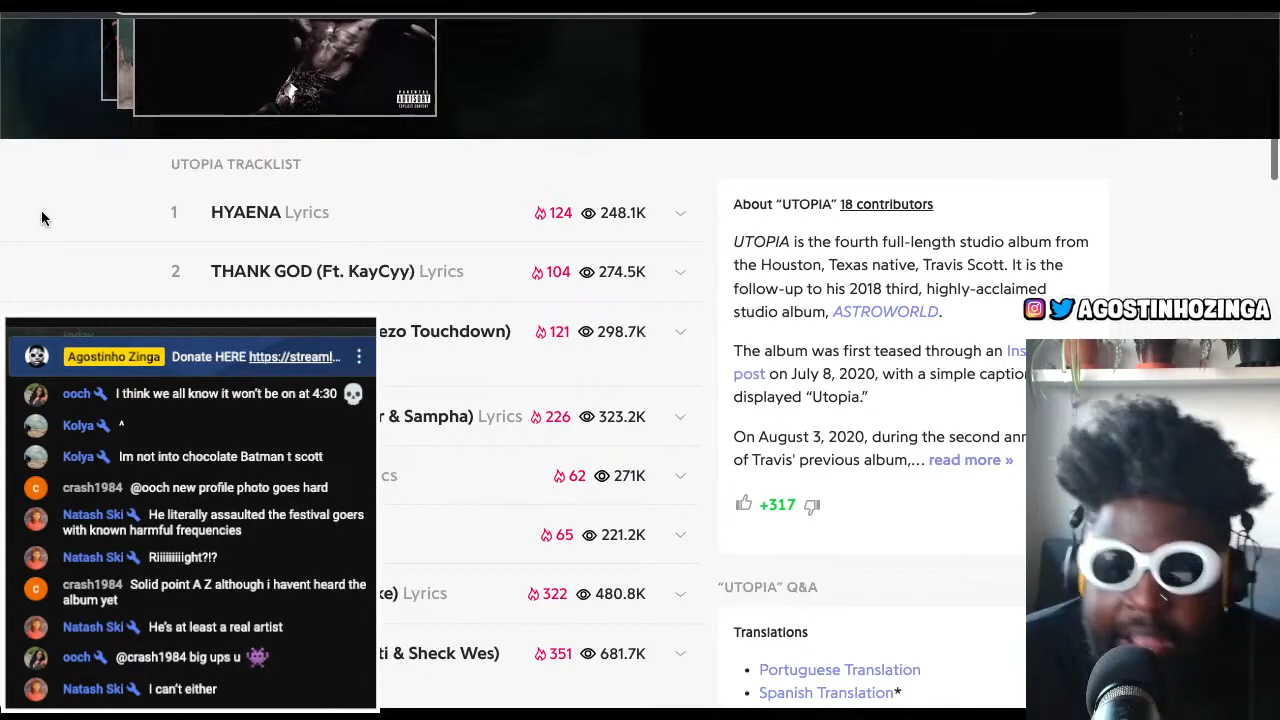 PARENTAL
ADVISORY
EXPLICIT CONTENT
UTOPIA TRACKLIST
1 HYAENA Lyrics 124 248.1K
2 THANK GOD (Ft. KayCyy) Lyrics 104 274.5K
ezo Touchdown) 121 298.7K
r & Sampha) Lyrics 226 323.2K
cs 62 271K
65 221.2K
ke) Lyrics 322 480.8K
ti & Sheck Wes) 351 681.7K
About “UTOPIA” 18 contributors
UTOPIA is the fourth full-length studio album from
the Houston, Texas native, Travis Scott. It is the
follow-up to his 2018 third, highly-acclaimed
studio album, ASTROWORLD.
The album was first teased through an Ins
post on July 8, 2020, with a simple caption
displayed “Utopia.”
On August 3, 2020, during the second ann
of Travis' previous album,... read more »
+317
“UTOPIA” Q&A
Translations
• Portuguese Translation
• Spanish Translation*
AGOSTINHOZINGA
today
Agostinho Zinga Donate HERE https://streaml...
ooch I think we all know it won't be on at 4:30
Kolya ^
Kolya Im not into chocolate Batman t scott
crash1984 @ooch new profile photo goes hard
Natash Ski He literally assaulted the festival goers
with known harmful frequencies
Natash Ski Riiiiiiiiight?!?
crash1984 Solid point A Z although i havent heard the
album yet
Natash Ski He's at least a real artist
ooch @crash1984 big ups u
Natash Ski I can't either